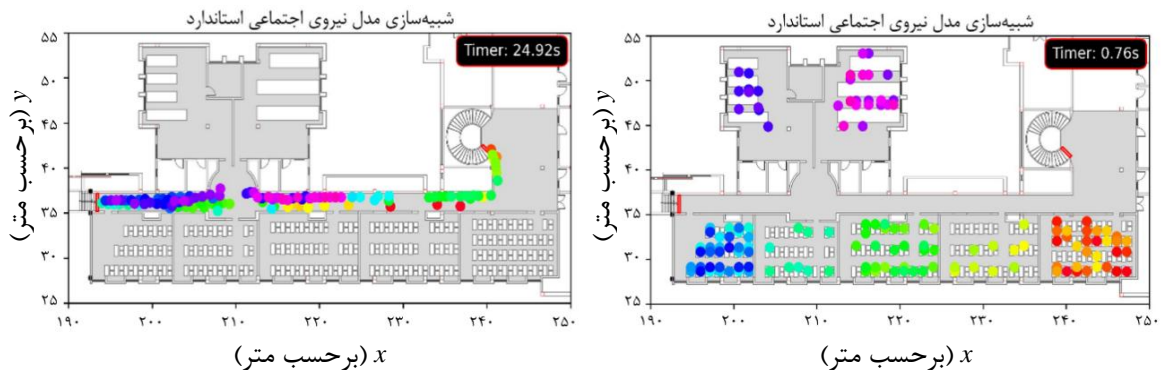 شبیه‌سازی مدل نیروی اجتماعی استاندارد
Timer: 24.92s
۵۵
۵۰
۴۵
۴۰
۳۵
۳۰
۲۵
۱۹۰ ۲۰۰ ۲۱۰ ۲۲۰ ۲۳۰ ۲۴۰ ۲۵۰
y (برحسب متر)
x (برحسب متر)
شبیه‌سازی مدل نیروی اجتماعی استاندارد
Timer: 0.76s
۵۵
۵۰
۴۵
۴۰
۳۵
۳۰
۲۵
۱۹۰ ۲۰۰ ۲۱۰ ۲۲۰ ۲۳۰ ۲۴۰ ۲۵۰
y (برحسب متر)
x (برحسب متر)